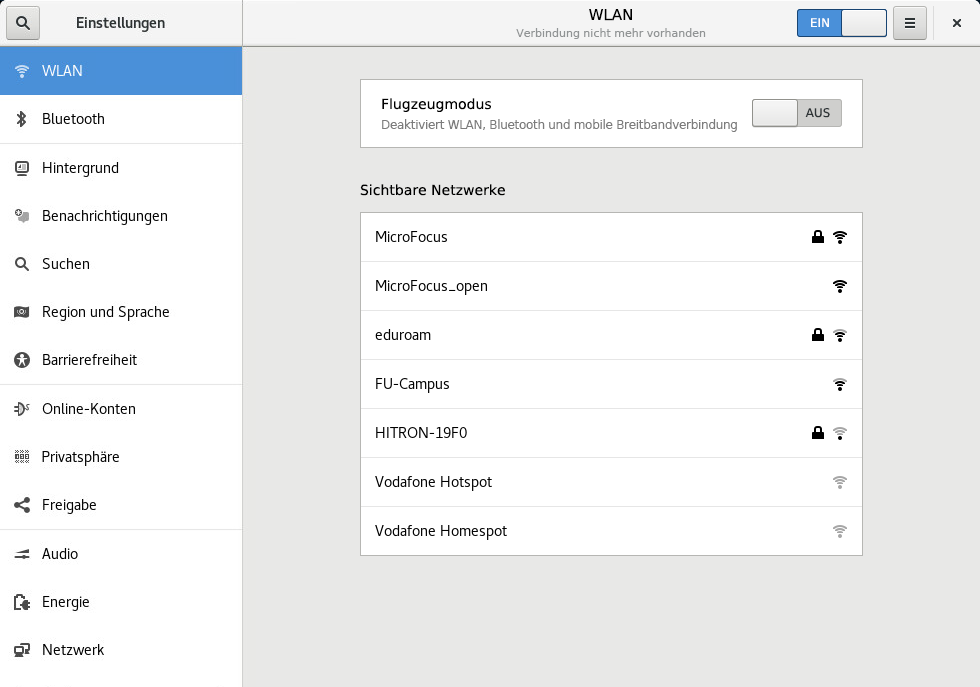 Einstellungen
WLAN
Verbindung nicht mehr vorhanden
EIN
WLAN
Bluetooth
Hintergrund
Benachrichtigungen
Suchen
Region und Sprache
Barrierefreiheit
Online-Konten
Privatsphäre
Freigabe
Audio
Energie
Netzwerk
Flugzeugmodus
Deaktiviert WLAN, Bluetooth und mobile Breitbandverbindung
AUS
Sichtbare Netzwerke
MicroFocus
MicroFocus_open
eduroam
FU-Campus
HITRON-19F0
Vodafone Hotspot
Vodafone Homespot